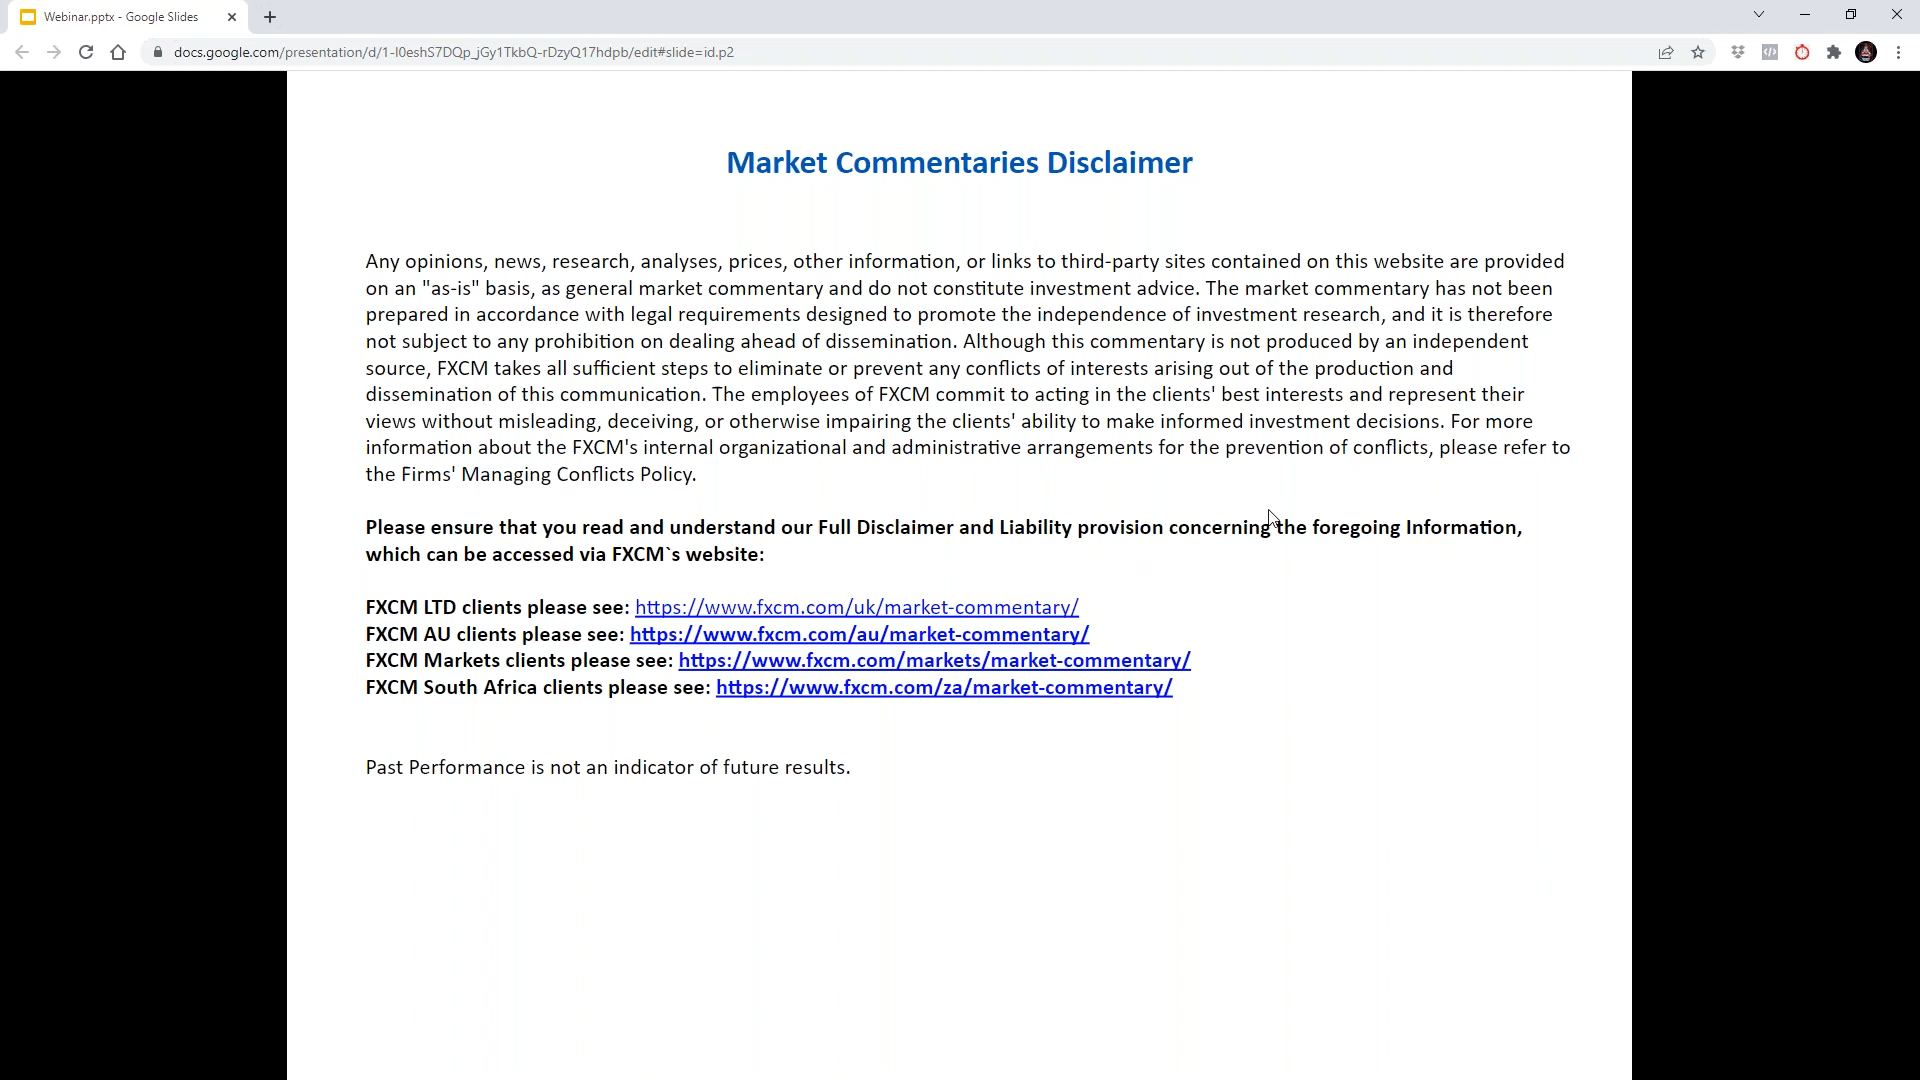 Webinar.pptx - Google Slides
docs.google.com/presentation/d/1-I0eshS7DQp_jGy1TkbQ-rDzyQ17hdpb/edit#slide=id.p2
Market Commentaries Disclaimer
Any opinions, news, research, analyses, prices, other information, or links to third-party sites contained on this website are provided
on an "as-is" basis, as general market commentary and do not constitute investment advice. The market commentary has not been
prepared in accordance with legal requirements designed to promote the independence of investment research, and it is therefore
not subject to any prohibition on dealing ahead of dissemination. Although this commentary is not produced by an independent
source, FXCM takes all sufficient steps to eliminate or prevent any conflicts of interests arising out of the production and
dissemination of this communication. The employees of FXCM commit to acting in the clients' best interests and represent their
views without misleading, deceiving, or otherwise impairing the clients' ability to make informed investment decisions. For more
information about the FXCM's internal organizational and administrative arrangements for the prevention of conflicts, please refer to
the Firms' Managing Conflicts Policy.
Please ensure that you read and understand our Full Disclaimer and Liability provision concerning the foregoing Information,
which can be accessed via FXCM`s website:
FXCM LTD clients please see: https://www.fxcm.com/uk/market-commentary/
FXCM AU clients please see: https://www.fxcm.com/au/market-commentary/
FXCM Markets clients please see: https://www.fxcm.com/markets/market-commentary/
FXCM South Africa clients please see: https://www.fxcm.com/za/market-commentary/
Past Performance is not an indicator of future results.